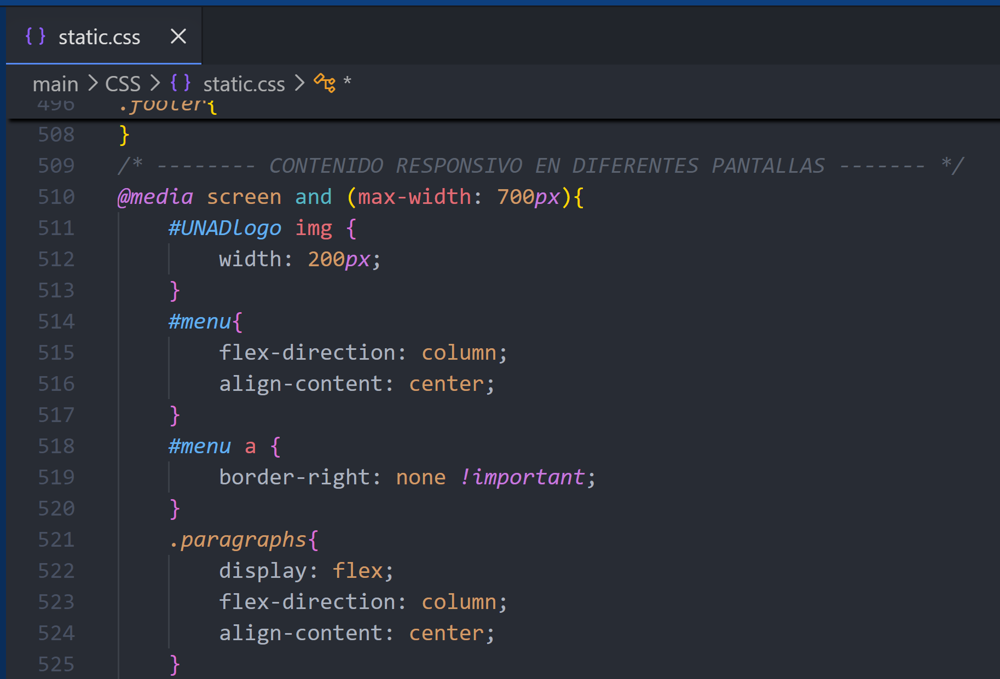 { } static.css ×
main > CSS > { } static.css > *
496 .footer{
508 }
509 /* -------- CONTENIDO RESPONSIVO EN DIFERENTES PANTALLAS ------- */
510 @media screen and (max-width: 700px){
511 #UNADlogo img {
512 width: 200px;
513 }
514 #menu{
515 flex-direction: column;
516 align-content: center;
517 }
518 #menu a {
519 border-right: none !important;
520 }
521 .paragraphs{
522 display: flex;
523 flex-direction: column;
524 align-content: center;
525 }